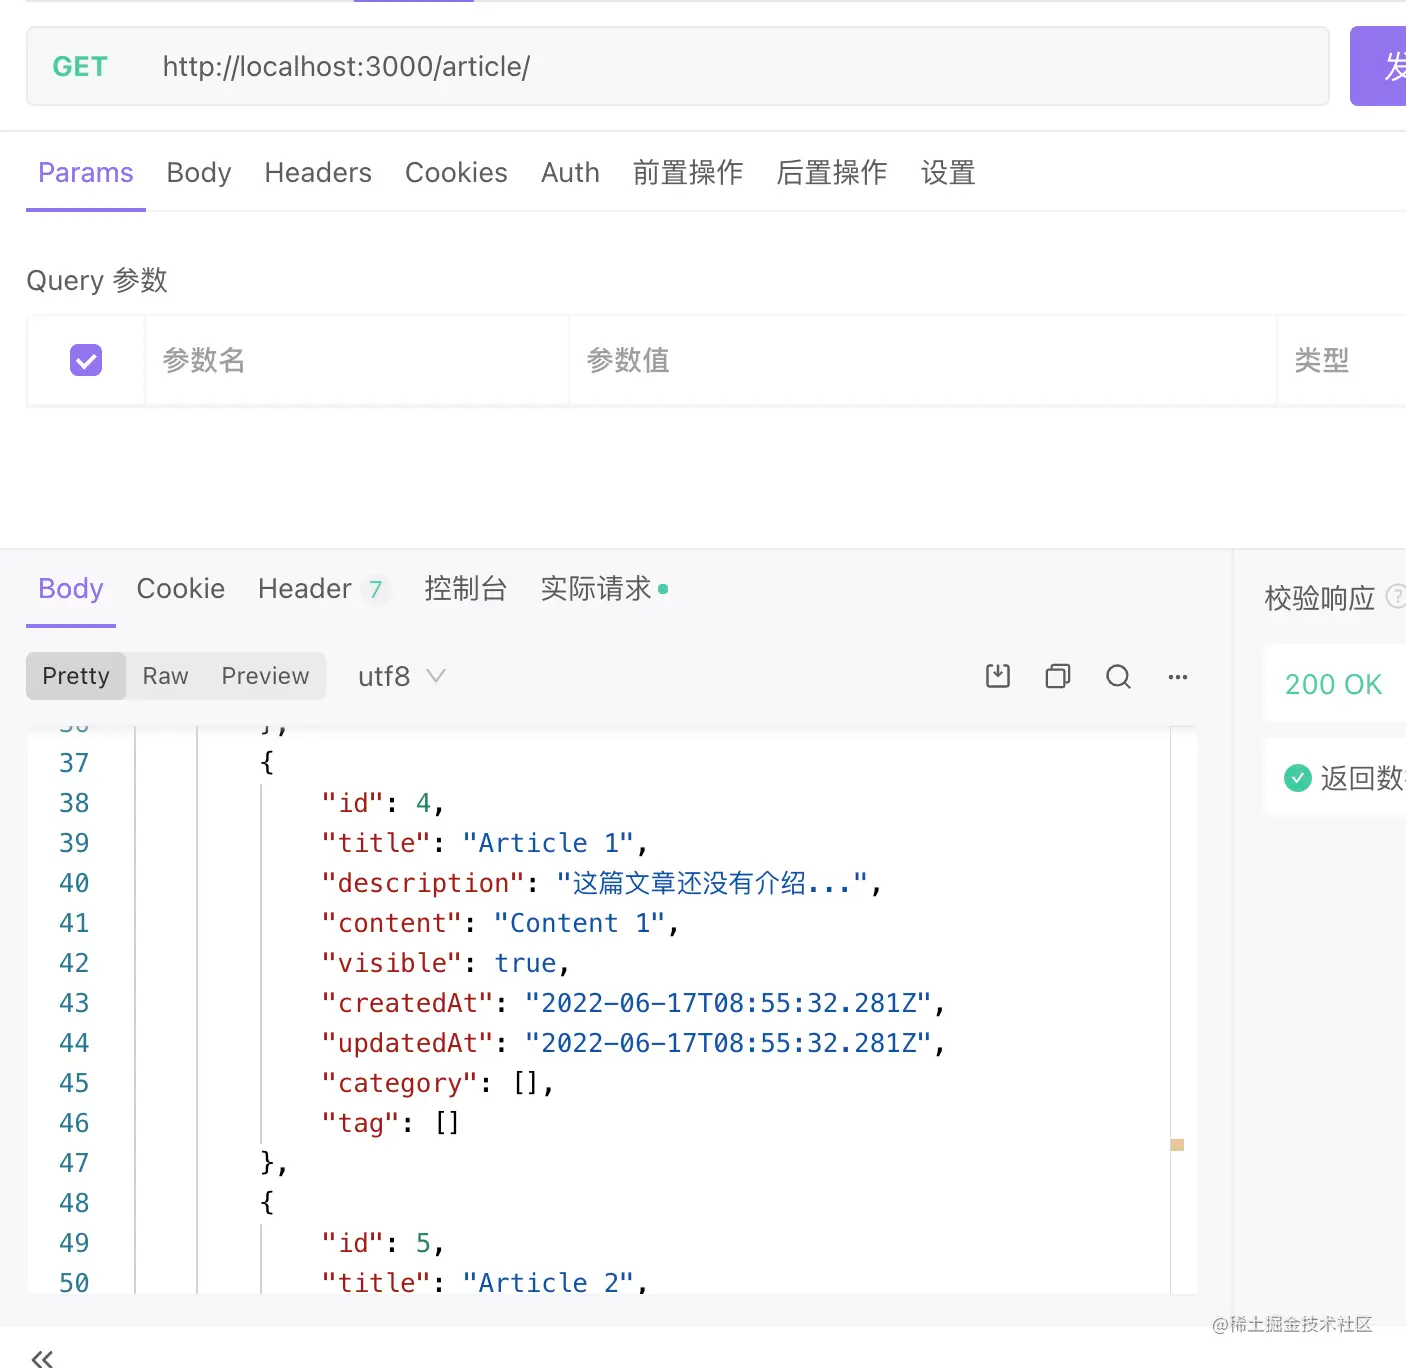 GET http://localhost:3000/article/ 发
Params Body Headers Cookies Auth 前置操作 后置操作 设置
Query 参数
参数名 参数值 类型
Body Cookie Header 7 控制台 实际请求
校验响应
Pretty Raw Preview utf8
200 OK
返回数
36 },
37 {
38 "id": 4,
39 "title": "Article 1",
40 "description": "这篇文章还没有介绍...",
41 "content": "Content 1",
42 "visible": true,
43 "createdAt": "2022-06-17T08:55:32.281Z",
44 "updatedAt": "2022-06-17T08:55:32.281Z",
45 "category": [],
46 "tag": []
47 },
48 {
49 "id": 5,
50 "title": "Article 2",
@稀土掘金技术社区